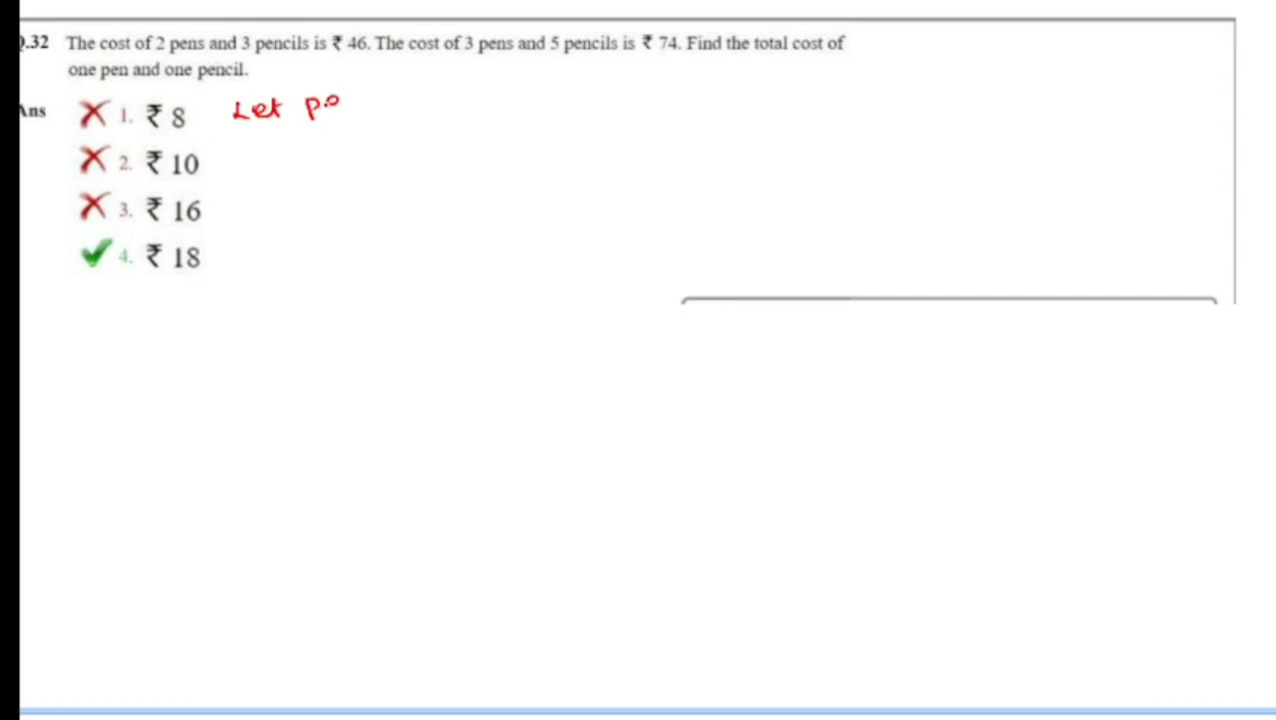 .32 The cost of 2 pens and 3 pencils is ₹ 46. The cost of 3 pens and 5 pencils is ₹ 74. Find the total cost of
one pen and one pencil.
Ans 1. ₹ 8 Let
2. ₹ 10
3. ₹ 16
4. ₹ 18